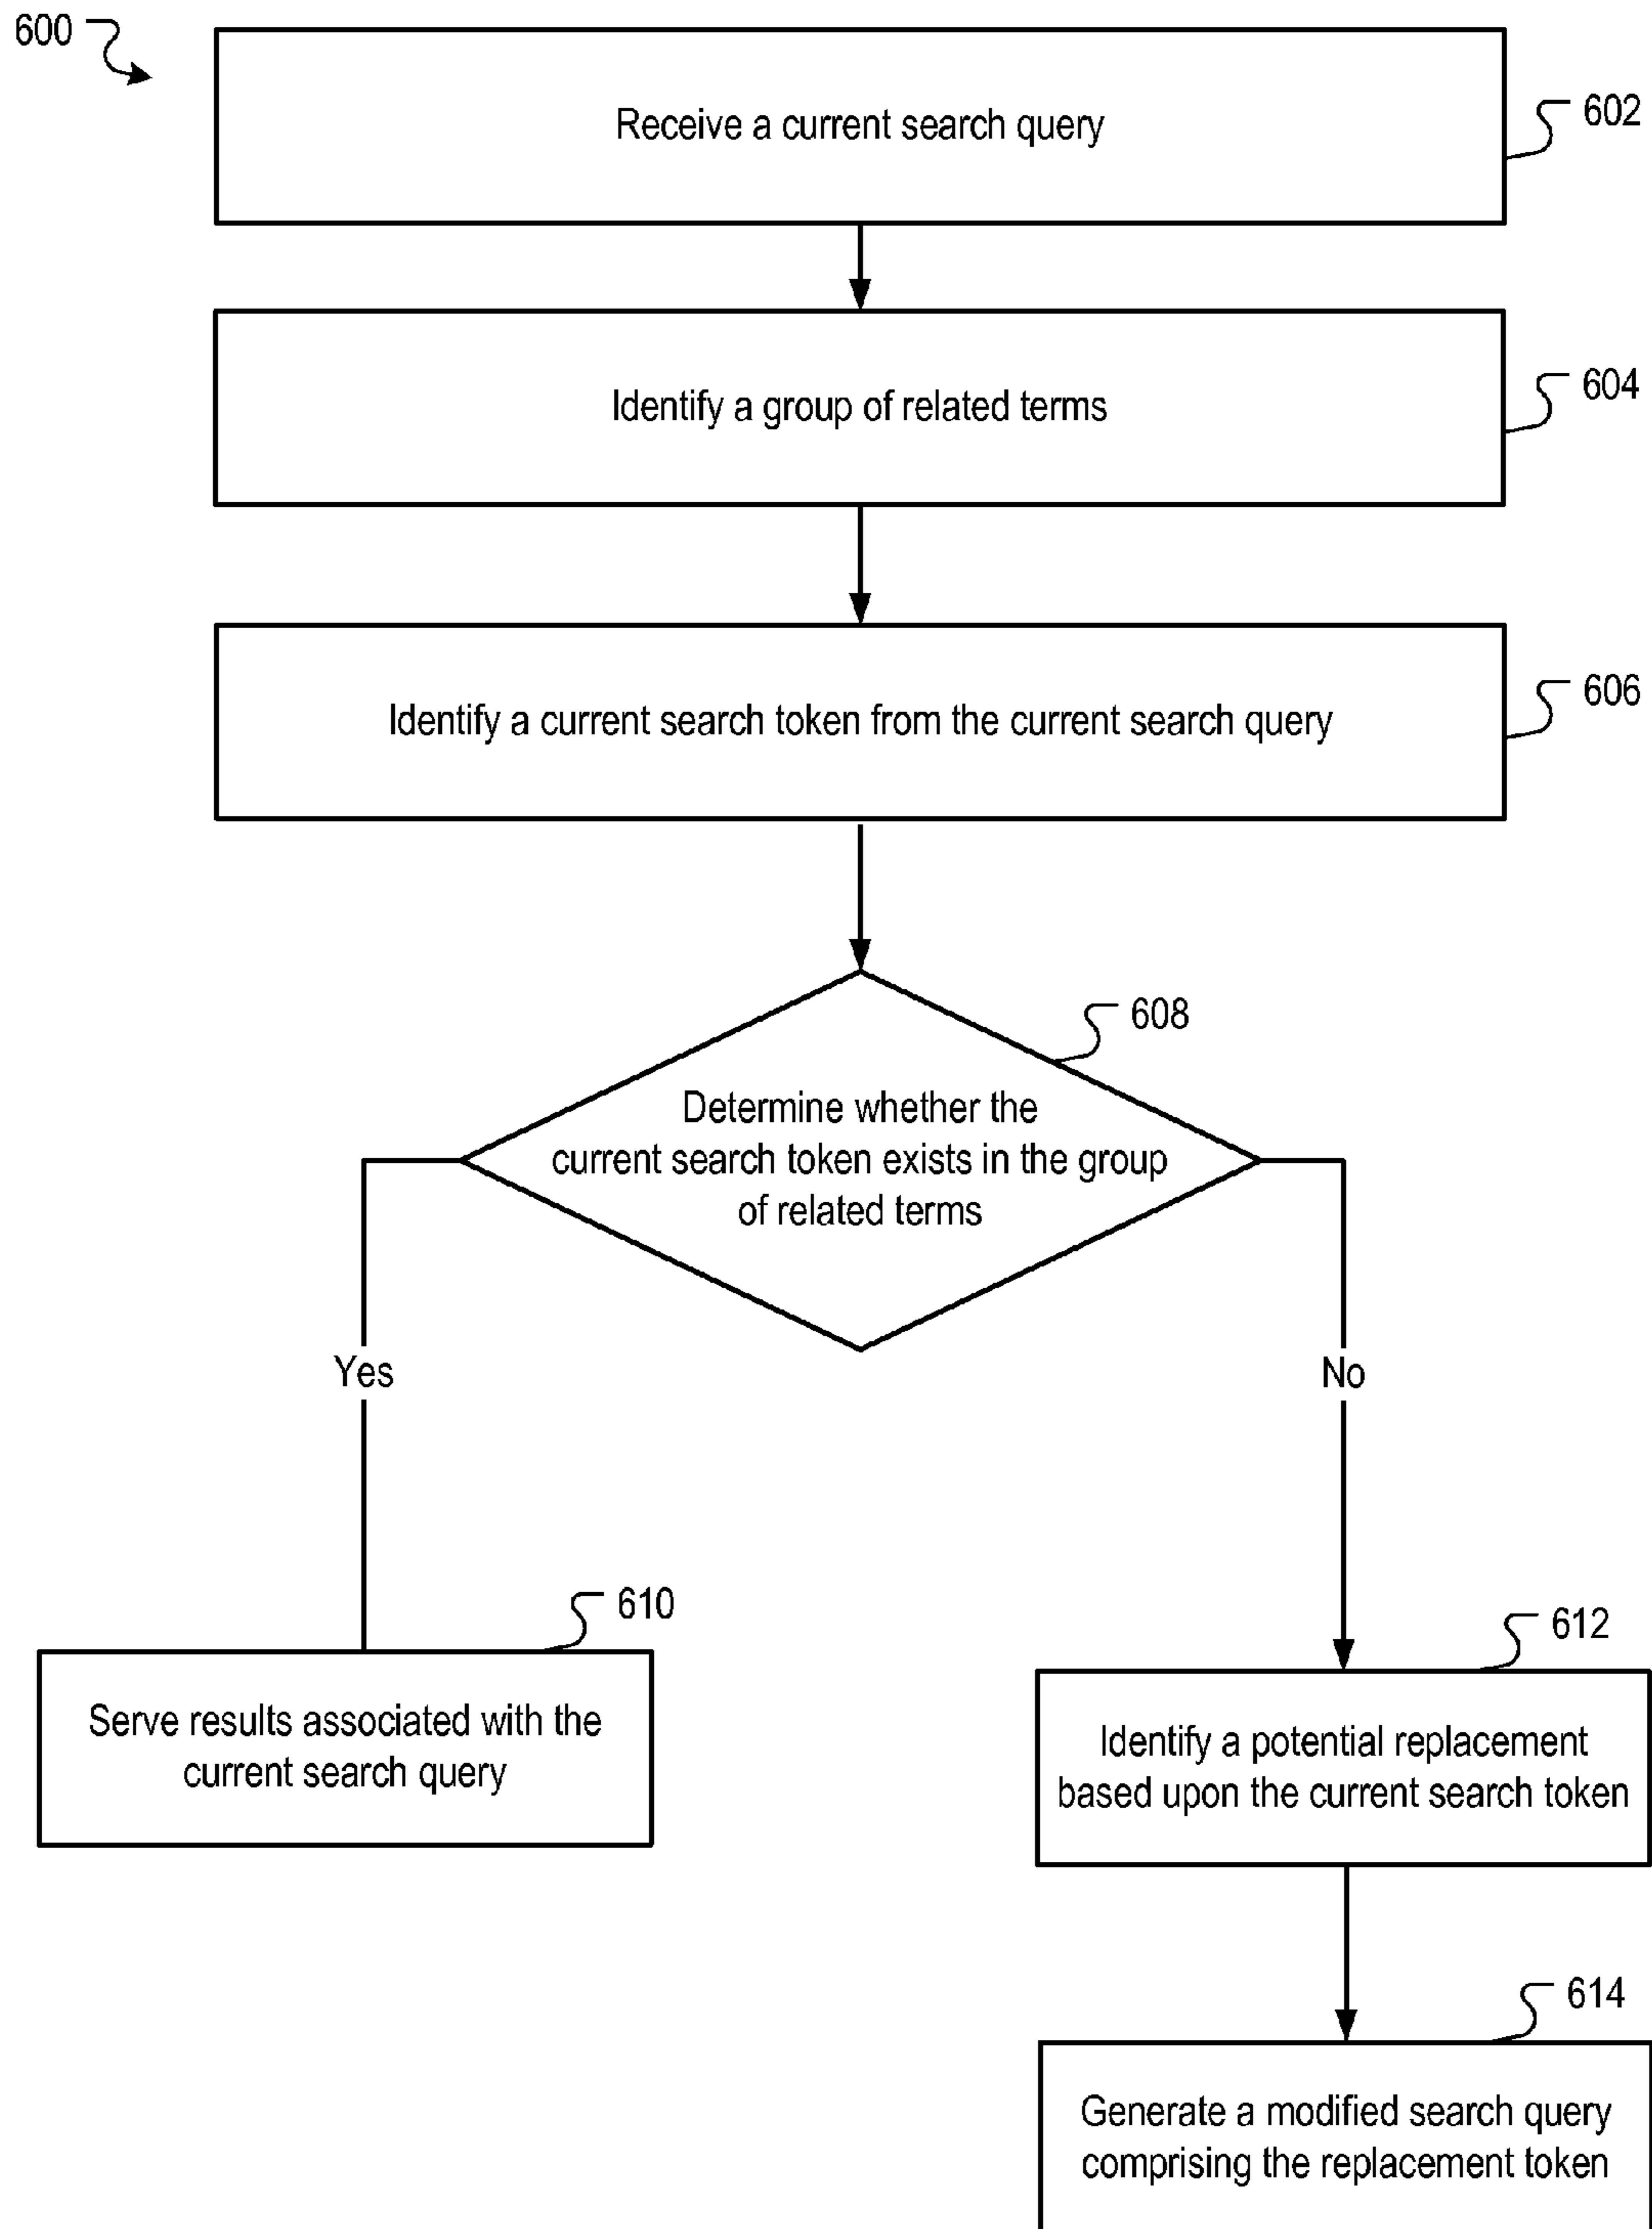 600
Receive a current search query
602
Identify a group of related terms
604
Identify a current search token from the current search query
606
608
Determine whether the
current search token exists in the group
of related terms
Yes
No
610
Serve results associated with the
current search query
612
Identify a potential replacement
based upon the current search token
614
Generate a modified search query
comprising the replacement token